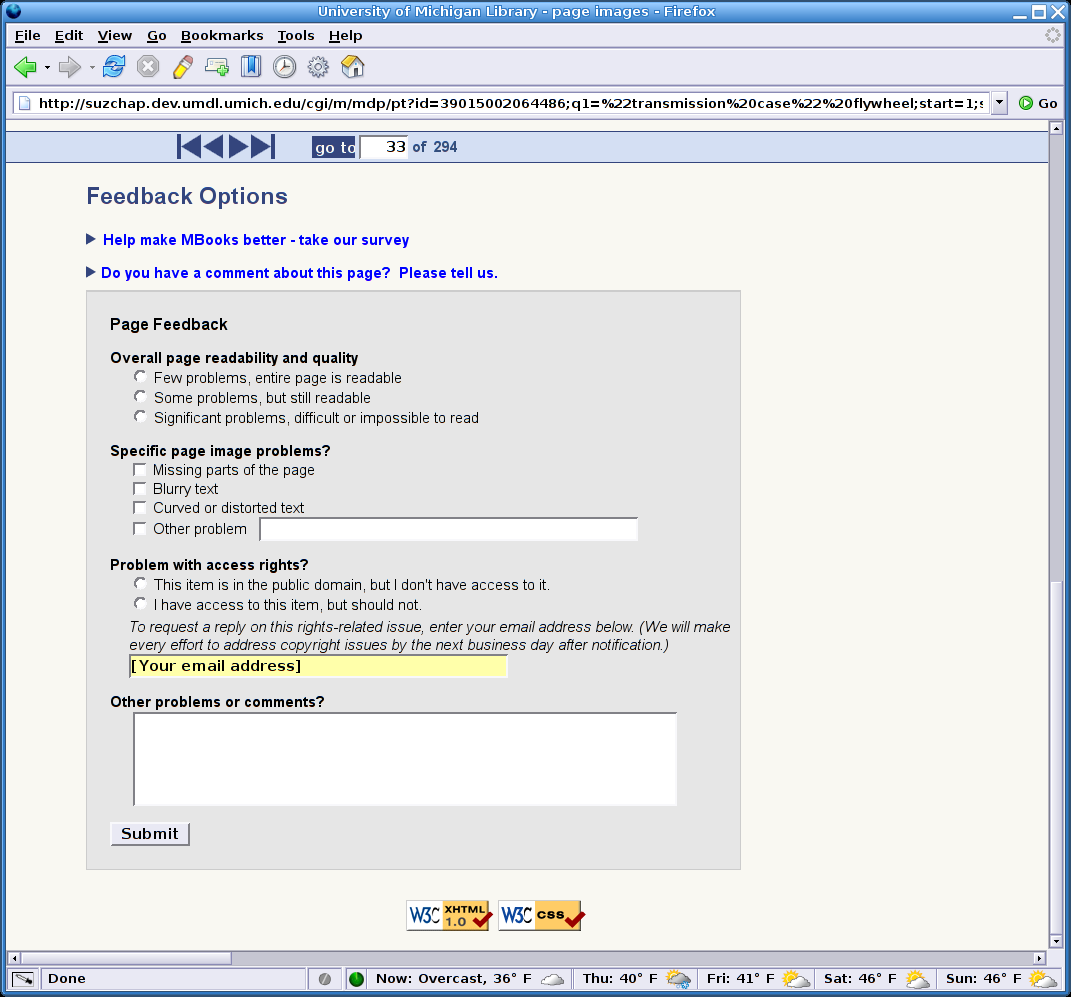 University of Michigan Library - page images - Firefox
File Edit View Go Bookmarks Tools Help
http://suzchap.dev.umdl.umich.edu/cgi/m/mdp/pt?id=39015002064486;q1=%22transmission%20case%22%20flywheel;start=1;s Go
go to 33 of 294
Feedback Options
Help make MBooks better - take our survey
Do you have a comment about this page? Please tell us.
Page Feedback
Overall page readability and quality
Few problems, entire page is readable
Some problems, but still readable
Significant problems, difficult or impossible to read
Specific page image problems?
Missing parts of the page
Blurry text
Curved or distorted text
Other problem
Problem with access rights?
This item is in the public domain, but I don't have access to it.
I have access to this item, but should not.
To request a reply on this rights-related issue, enter your email address below. (We will make
every effort to address copyright issues by the next business day after notification.)
[Your email address]
Other problems or comments?
Submit
W3C XHTML 1.0 W3C css
Done Now: Overcast, 36° F Thu: 40° F Fri: 41° F Sat: 46° F Sun: 46° F